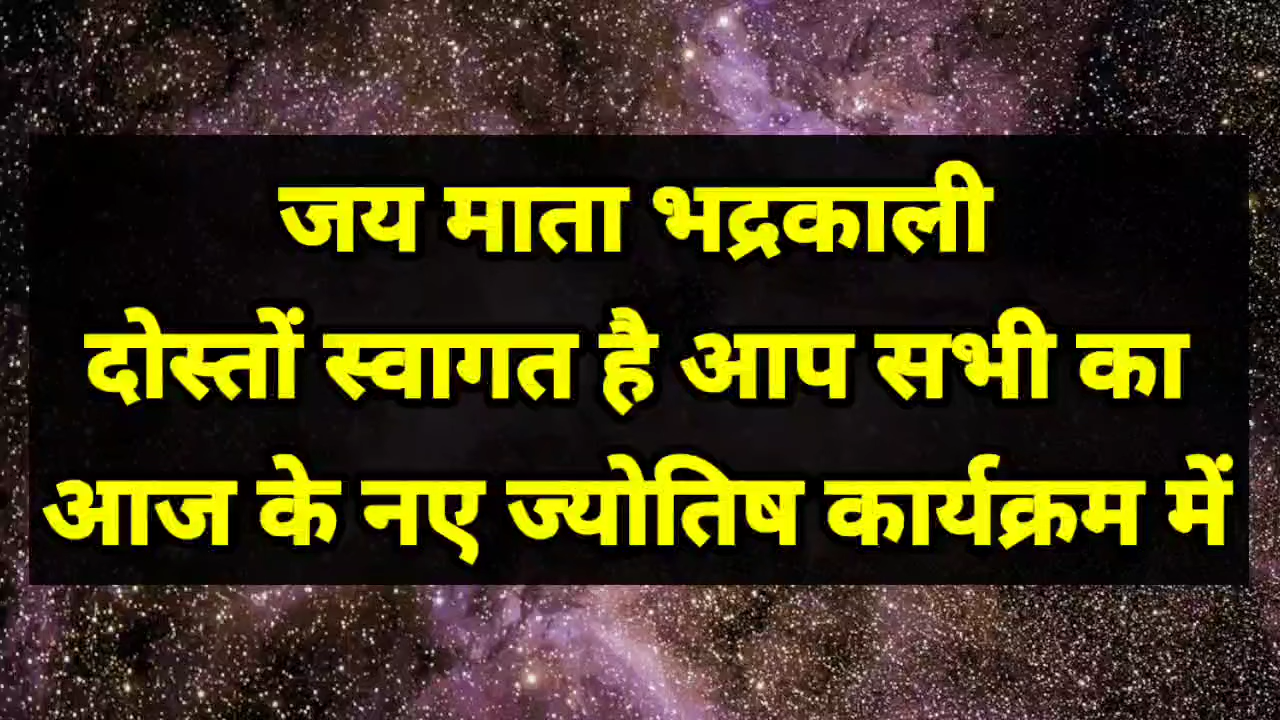 जय माता भद्रकाली
दोस्तों स्वागत है आप सभी का
आज के नए ज्योतिष कार्यक्रम में